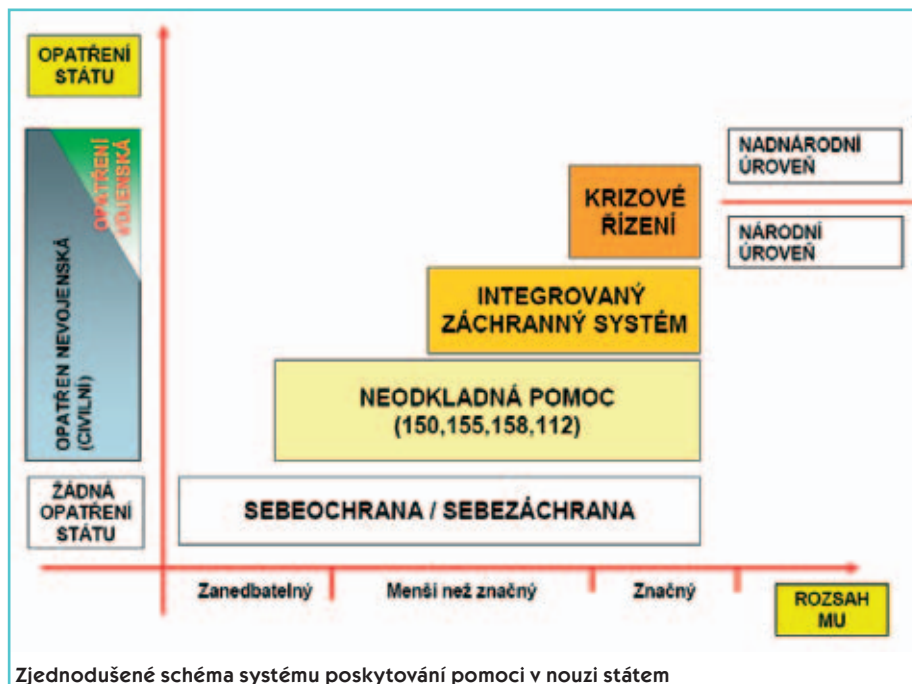 OPATŘENÍ
STÁTU
OPATŘENÍ
VOJENSKÁ
OPATŘEN NEVOJENSKÁ
(CIVILNÍ)
ŽÁDNÁ
OPATŘENÍ
STÁTU
NADNÁRODNÍ
ÚROVEŇ
KRIZOVÉ
ŘÍZENÍ
NÁRODNÍ
ÚROVEŇ
INTEGROVANÝ
ZÁCHRANNÝ SYSTÉM
NEODKLADNÁ POMOC
(150,155,158,112)
SEBEOCHRANA / SEBEZÁCHRANA
Zanedbatelný
Menší než značný
Značný
ROZSAH
MU
Zjednodušené schéma systému poskytování pomoci v nouzi státem